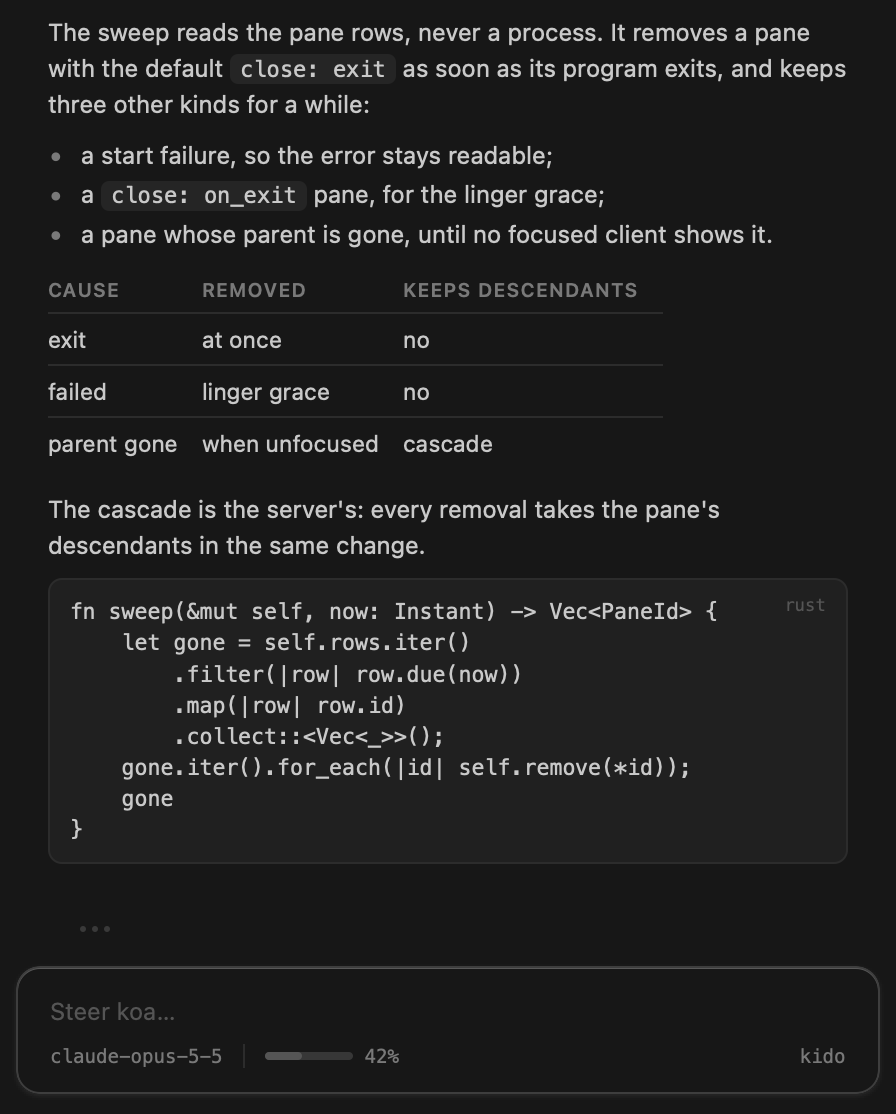 The sweep reads the pane rows, never a process. It removes a pane
with the default close: exit as soon as its program exits, and keeps
three other kinds for a while:
• a start failure, so the error stays readable;
• a close: on_exit pane, for the linger grace;
• a pane whose parent is gone, until no focused client shows it.
CAUSE REMOVED KEEPS DESCENDANTS
exit at once no
failed linger grace no
parent gone when unfocused cascade
The cascade is the server's: every removal takes the pane's
descendants in the same change.
rust
fn sweep(&mut self, now: Instant) -> Vec<PaneId> {
    let gone = self.rows.iter()
        .filter(|row| row.due(now))
        .map(|row| row.id)
        .collect::<Vec<_>>();
    gone.iter().for_each(|id| self.remove(*id));
    gone
}
Steer koa...
claude-opus-5-5 42% kido